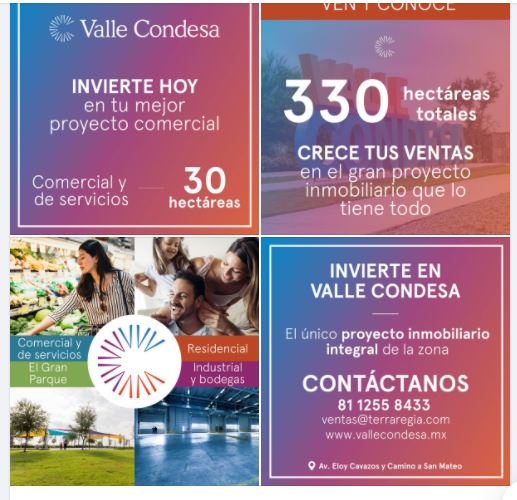 Valle Condesa
INVIERTE HOY
en tu mejor
proyecto comercial
Comercial y
de servicios
30
hectáreas
VEN Y CONOCE
330
hectáreas
totales
CRECE TUS VENTAS
en el gran proyecto
inmobiliario que lo
tiene todo
Comercial y
de servicios
El Gran
Parque
Residencial
Industrial
y bodegas
INVIERTE EN
VALLE CONDESA
El único proyecto inmobiliario
integral de la zona
CONTÁCTANOS
81 1255 8433
ventas@terraregia.com
www.vallecondesa.mx
Av. Eloy Cavazos y Camino a San Mateo